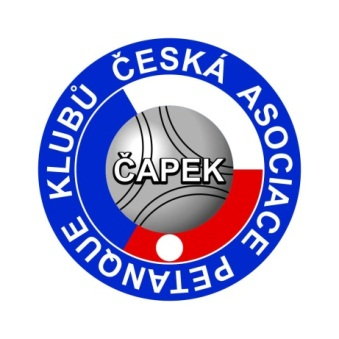 ČESKÁ ASOCIACE PETANQUE KLUBŮ
ČAPEK